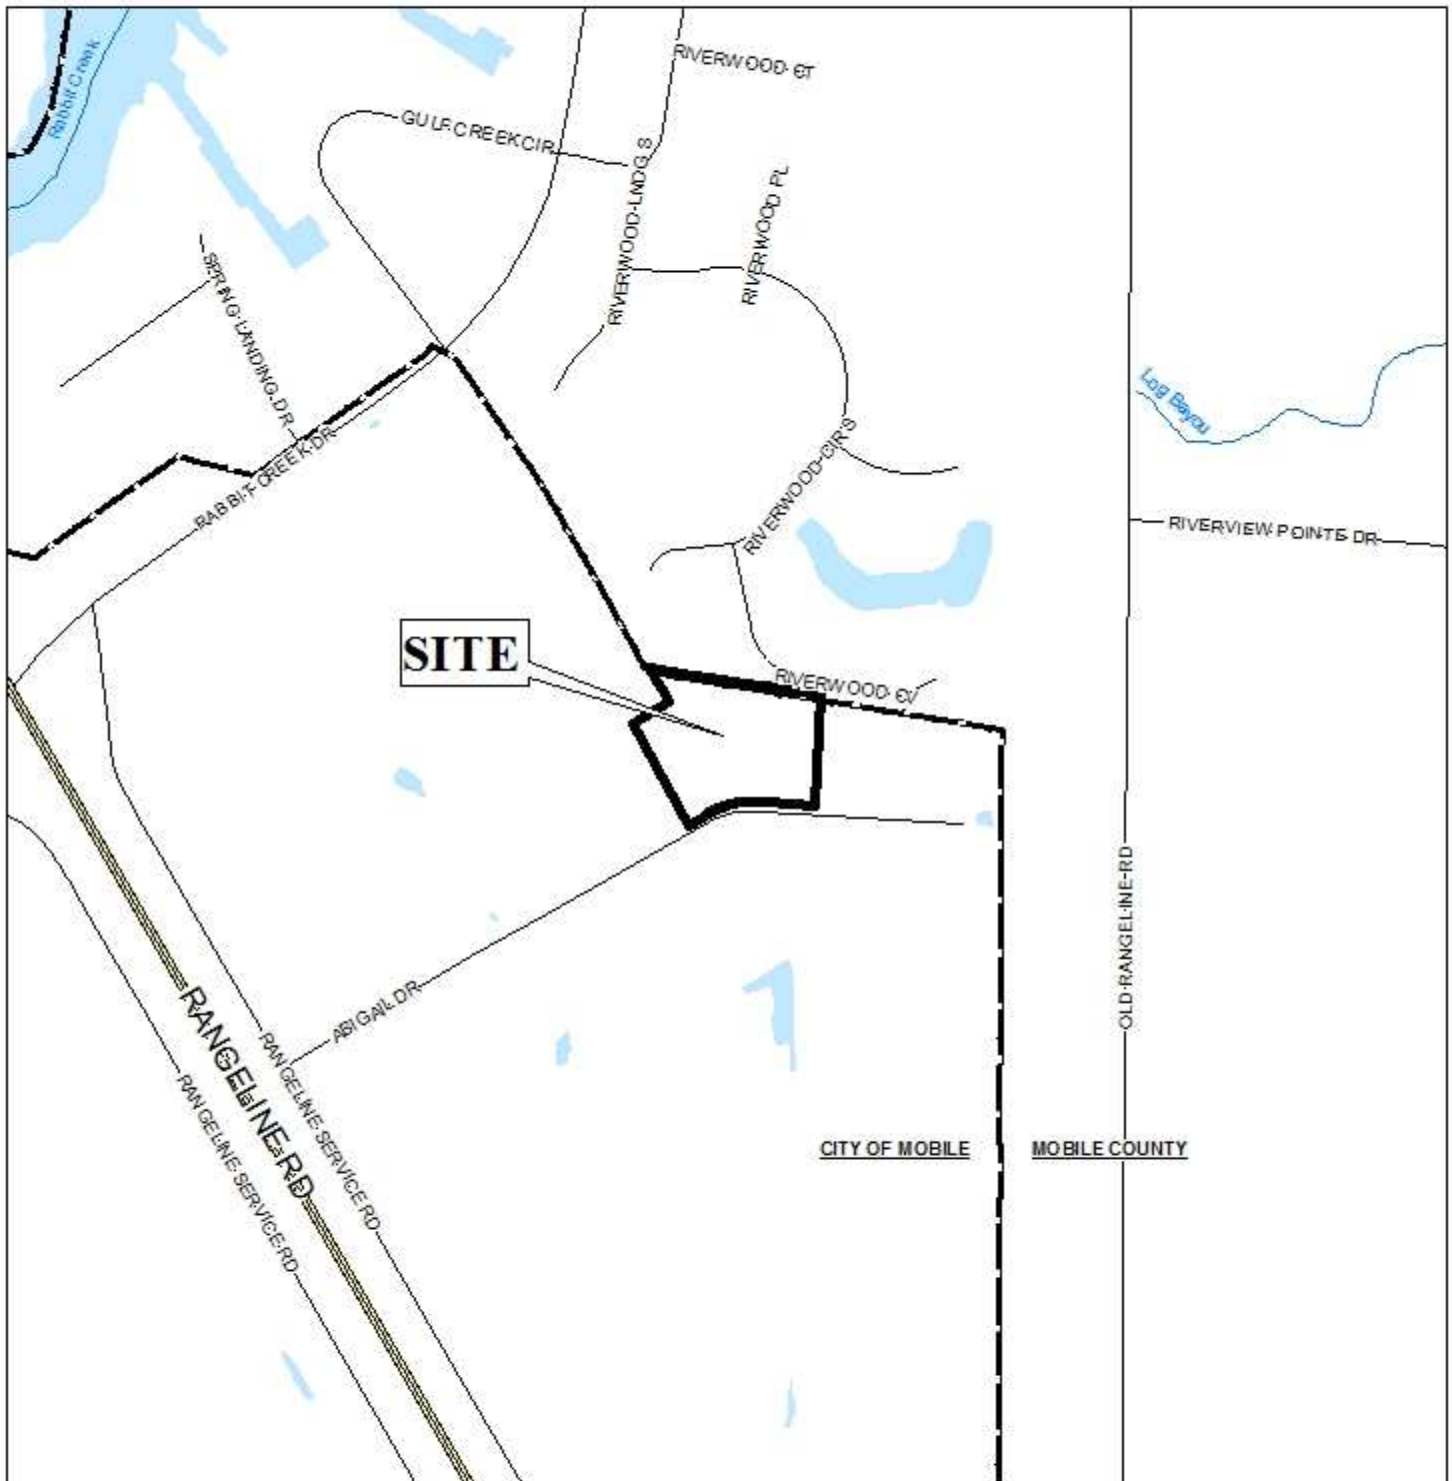 Rabbit Creek
RIVERWOOD CT
GULF CREEK CIR
RIVERWOOD LNDG S
RIVERWOOD PL
SPRING LANDING DR
Log Bayou
RABBIT CREEK DR
RIVERWOOD CIR S
RIVERVIEW POINTE DR
SITE
RIVERWOOD CV
OLD RANGELINE RD
ABIGAIL DR
RANGELINE RD
RANGELINE SERVICE RD
RANGELINE SERVICE RD
CITY OF MOBILE
MOBILE COUNTY